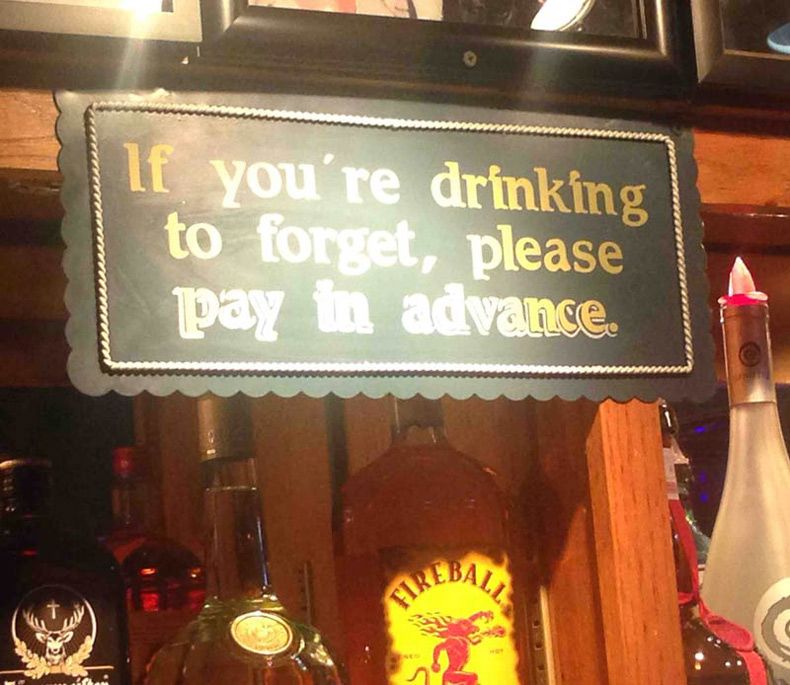 If you're drinking
to forget, please
pay in advance.
FIREBALL